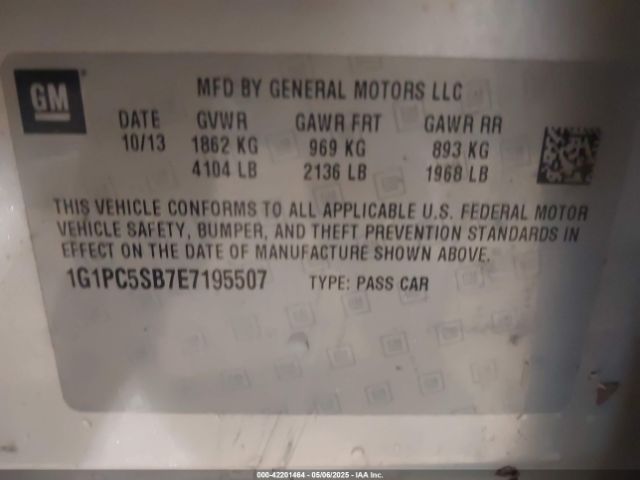 GM
MFD BY GENERAL MOTORS LLC
DATE GVWR GAWR FRT GAWR RR
10/13 1862 KG 969 KG 893 KG
4104 LB 2136 LB 1968 LB
THIS VEHICLE CONFORMS TO ALL APPLICABLE U.S. FEDERAL MOTOR
VEHICLE SAFETY, BUMPER, AND THEFT PREVENTION STANDARDS IN
EFFECT ON THE DATE OF MANUFACTURE SHOWN ABOVE.
1G1PC5SB7E7195507 TYPE: PASS CAR
000-42201464 - 05/06/2025 - IAA Inc.